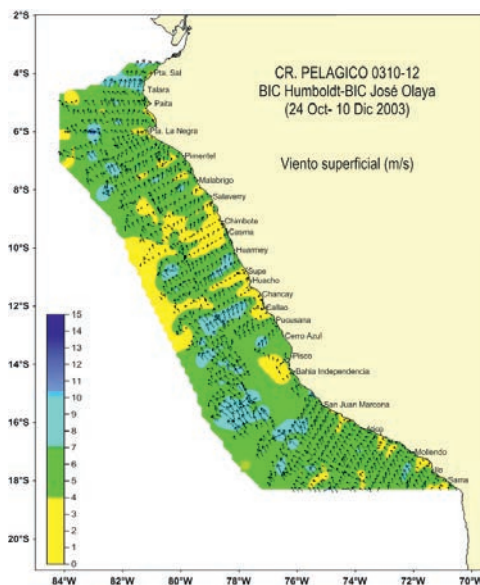 2°S
4°S
6°S
8°S
10°S
12°S
14°S
16°S
18°S
20°S
CR. PELAGICO 0310-12
BIC Humboldt-BIC José Olaya
(24 Oct- 10 Dic 2003)
Viento superficial (m/s)
Pta. Sal
Talara
Paita
Pta. La Negra
Pimentel
Malabrigo
Salaverry
Chimbote
Casma
Huarmey
Supe
Huacho
Chancay
Callao
Pucusana
Cerro Azul
Pisco
Bahia Independencia
San Juan Marcona
Atico
Mollendo
Ilo
Sama
15
14
13
12
11
10
9
8
7
6
5
4
3
2
1
0
84°W
82°W
80°W
78°W
76°W
74°W
72°W
70°W